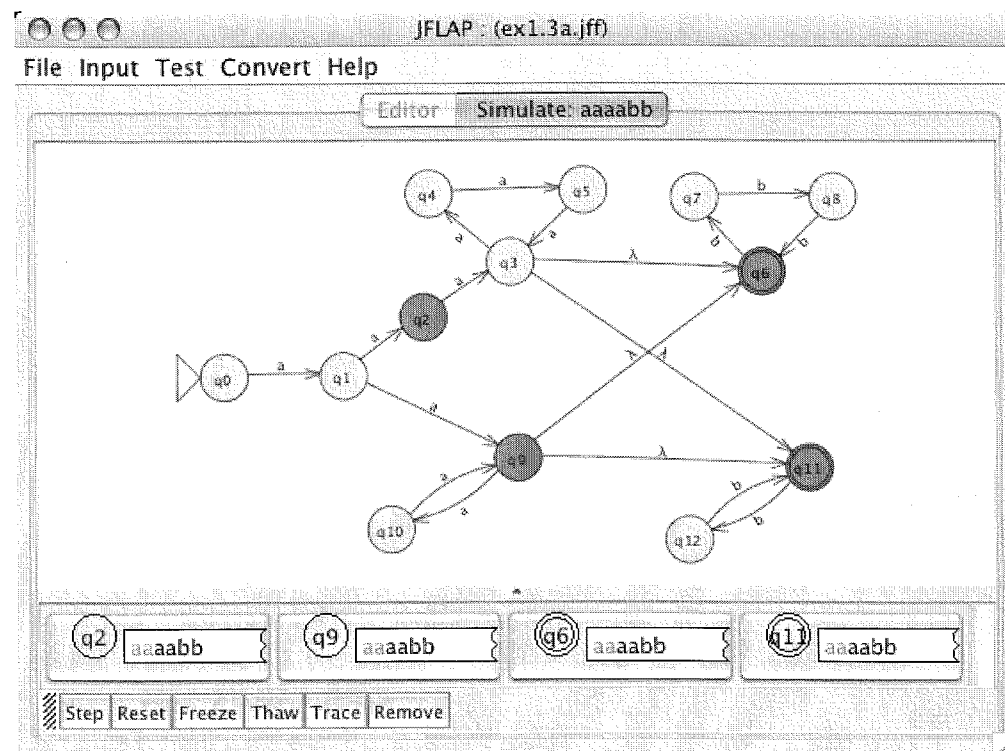 JFLAP : (ex1.3a.jff)
File Input Test Convert Help
Editor Simulate: aaaabb
q4 a q5 q7 b q8
a a b b
q3 λ q6
a
q2
a λ λ
q0 a q1
a
q9 λ q11
a b
q10 a q12 b
q2 aaaabb q9 aaaabb q6 aaaabb q11 aaaabb
Step Reset Freeze Thaw Trace Remove